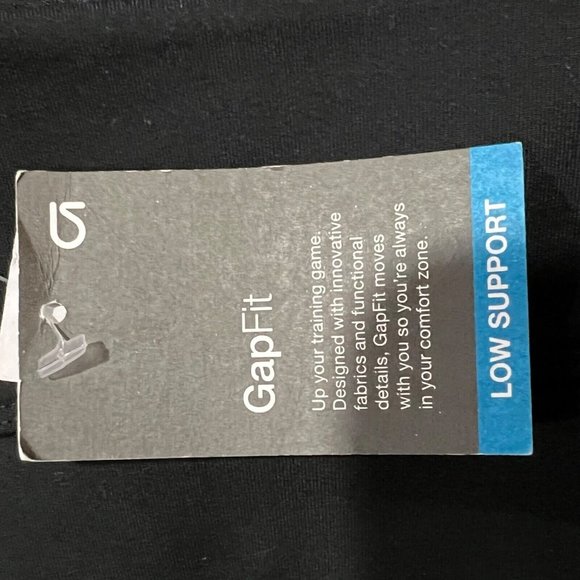 GapFit
Up your training game.
Designed with innovative
fabrics and functional
details, GapFit moves
with you so you're always
in your comfort zone.
LOW SUPPORT